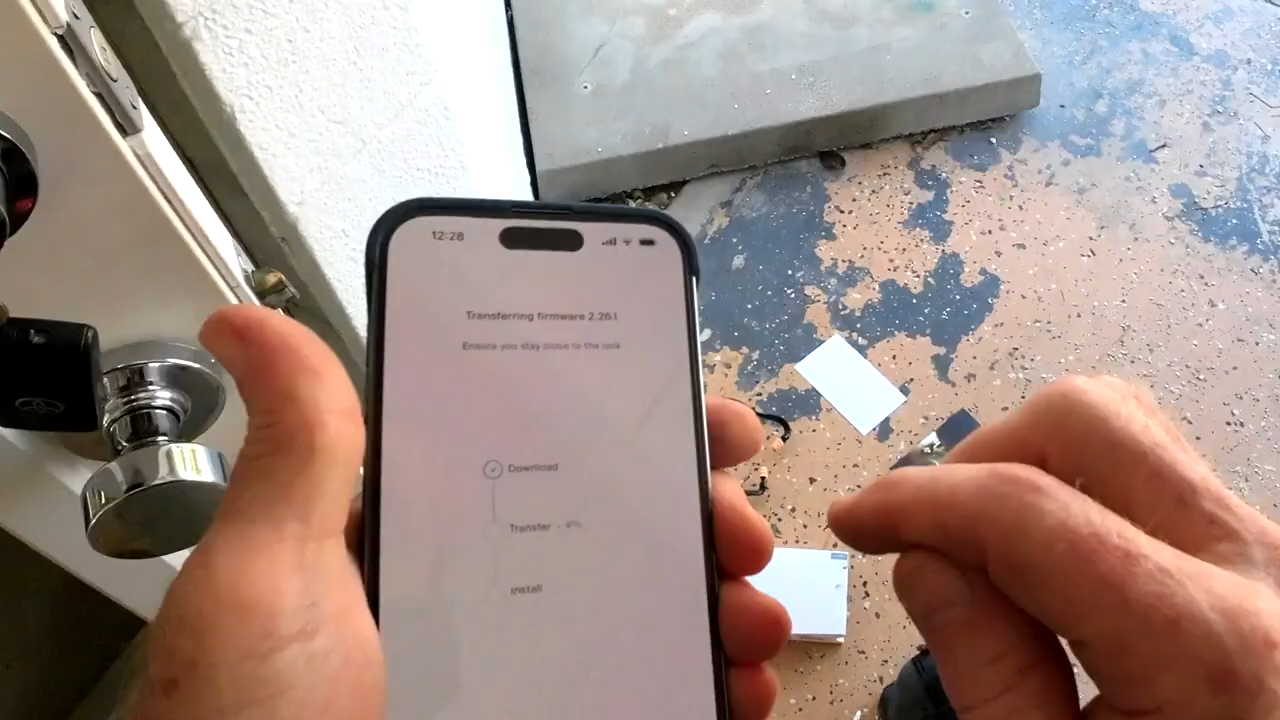 12:28
Transferring firmware 2.26.1
Ensure you stay close to the lock
Download
Transfer - 4%
Install